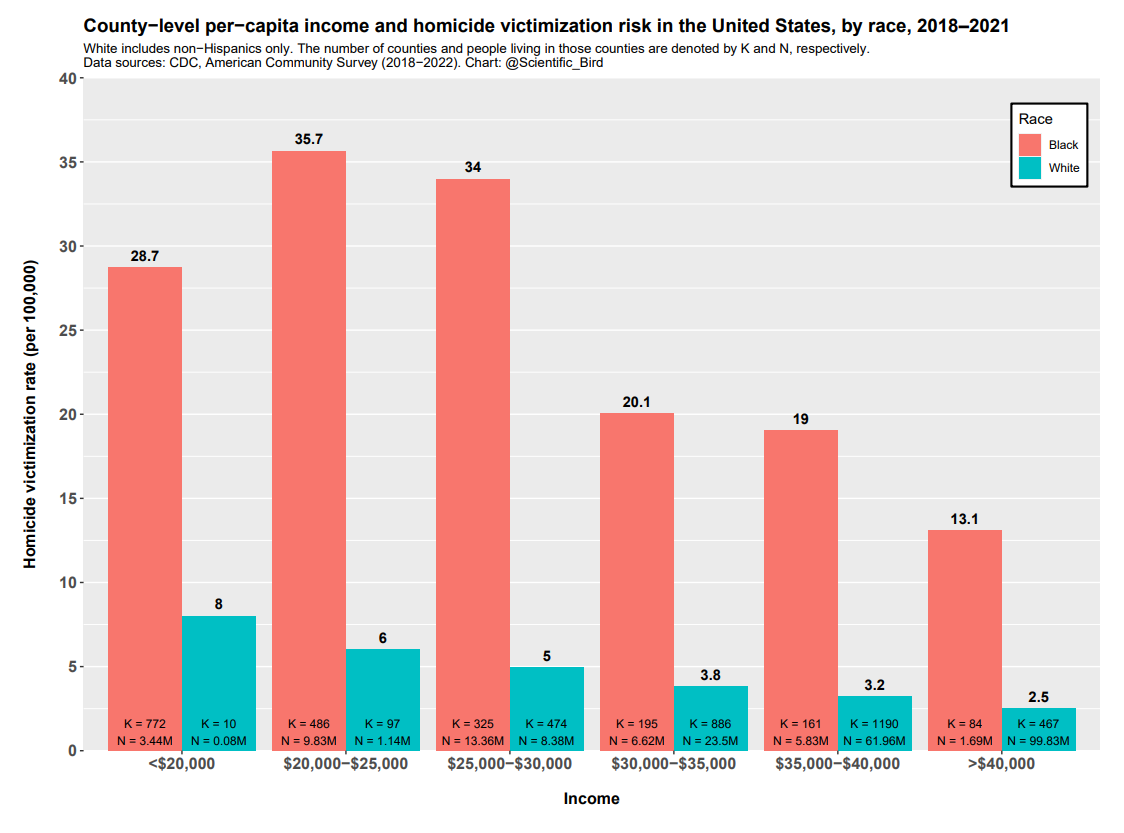 County−level per−capita income and homicide victimization risk in the United States, by race, 2018–2021
White includes non−Hispanics only. The number of counties and people living in those counties are denoted by K and N, respectively.
Data sources: CDC, American Community Survey (2018−2022). Chart: @Scientific_Bird
Homicide victimization rate (per 100,000)
40
35
30
25
20
15
10
5
0
Race
Black
White
28.7
8
35.7
6
34
5
20.1
3.8
19
3.2
13.1
2.5
K = 772
N = 3.44M
K = 10
N = 0.08M
K = 486
N = 9.83M
K = 97
N = 1.14M
K = 325
N = 13.36M
K = 474
N = 8.38M
K = 195
N = 6.62M
K = 886
N = 23.5M
K = 161
N = 5.83M
K = 1190
N = 61.96M
K = 84
N = 1.69M
K = 467
N = 99.83M
<$20,000
$20,000−$25,000
$25,000−$30,000
$30,000−$35,000
$35,000−$40,000
>$40,000
Income